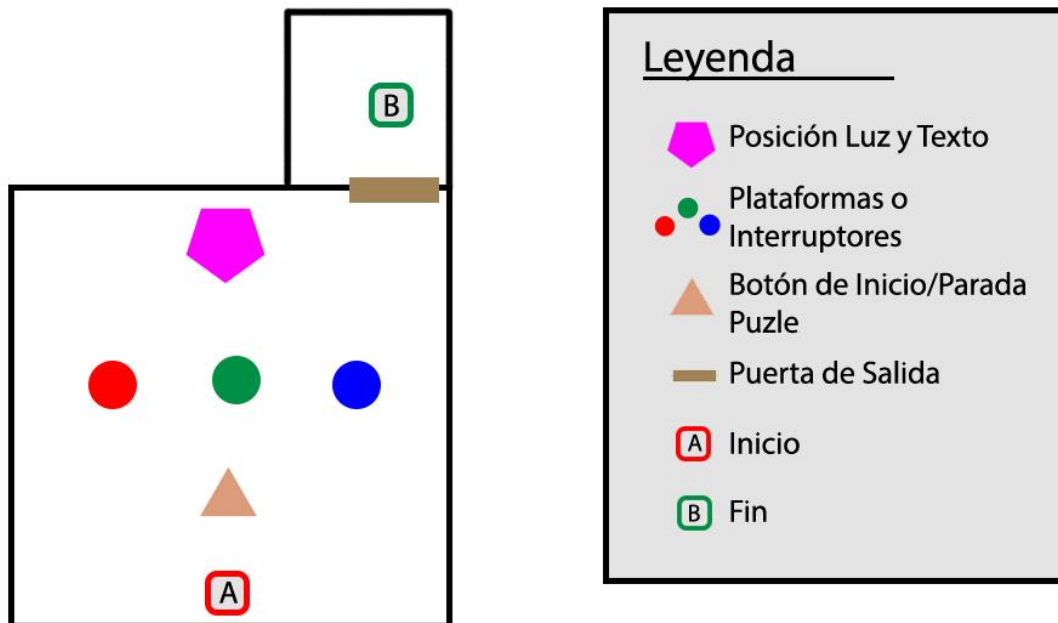 B
A
Leyenda
Posición Luz y Texto
Plataformas o
Interruptores
Botón de Inicio/Parada
Puzle
Puerta de Salida
A Inicio
B Fin